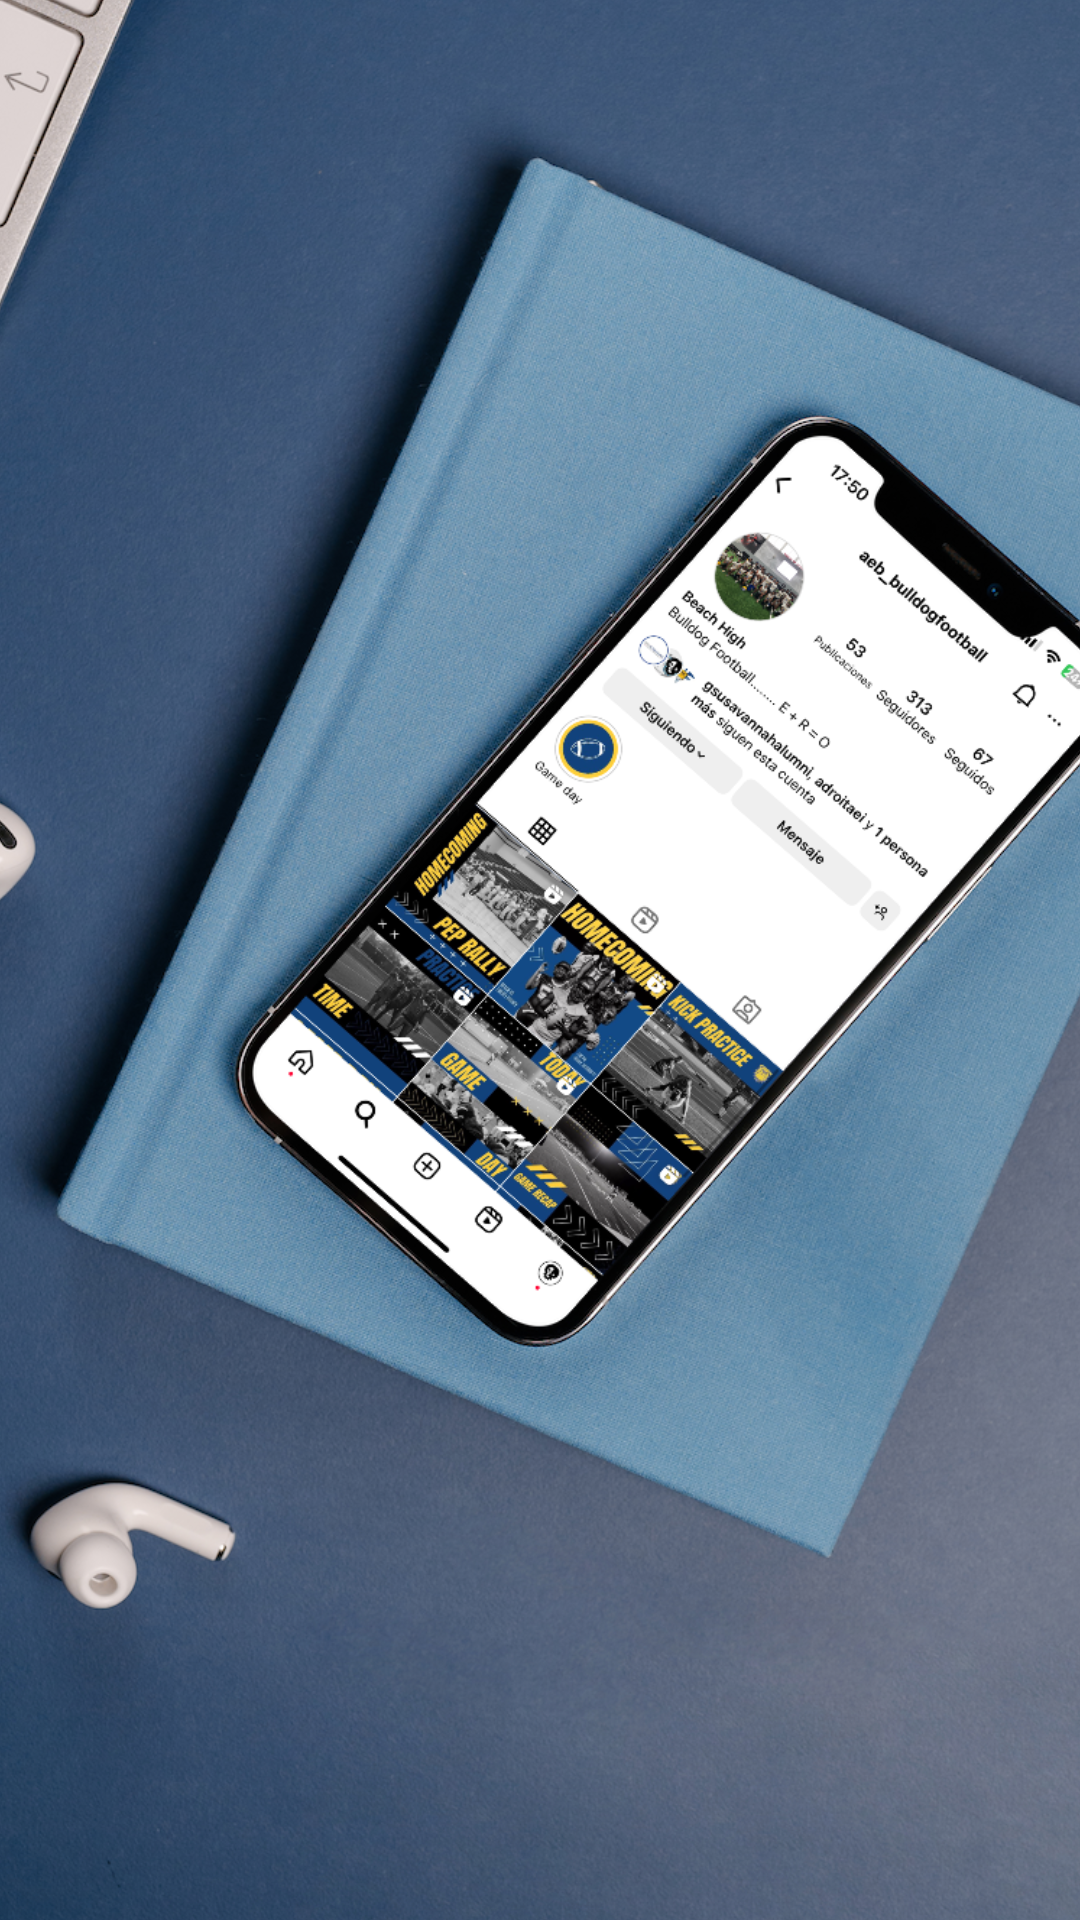 17:50
aeb_bulldogfootball
53
Publicaciones
313
Seguidores
67
Seguidos
Beach High
Bulldog Football........ E + R = O
gsusavannahalumni, adroitaei y 1 persona
más siguen esta cuenta
Siguiendo
Mensaje
Game day
HOMECOMING
PEP RALLY
HOMECOMING
KICK PRACTICE
PRACTICE
TIME
TODAY
GAME
DAY
GAME RECAP